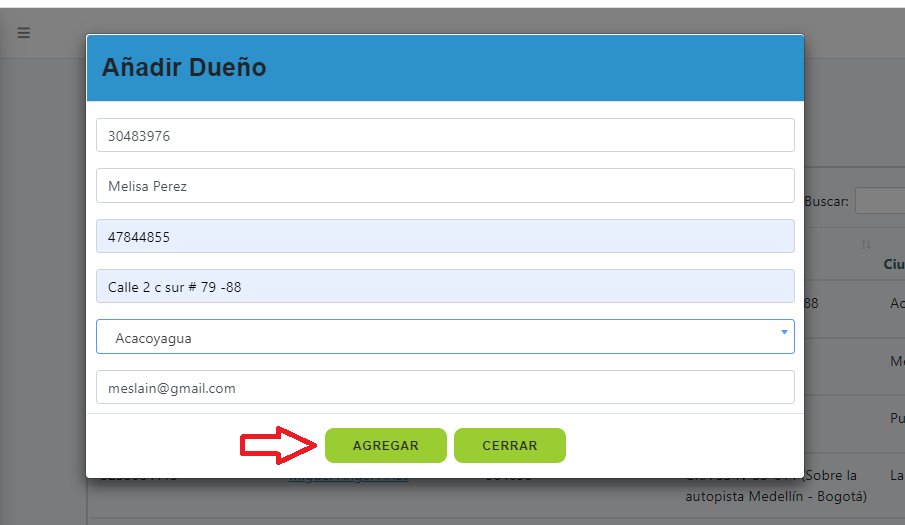 Añadir Dueño
30483976
Melisa Perez
47844855
Buscar:
Calle 2 c sur # 79 -88
Ciu
88
Ac
Acacoyagua
Me
meslain@gmail.com
Pu
AGREGAR
CERRAR
(Sobre la
La
autopista Medellín - Bogotá)